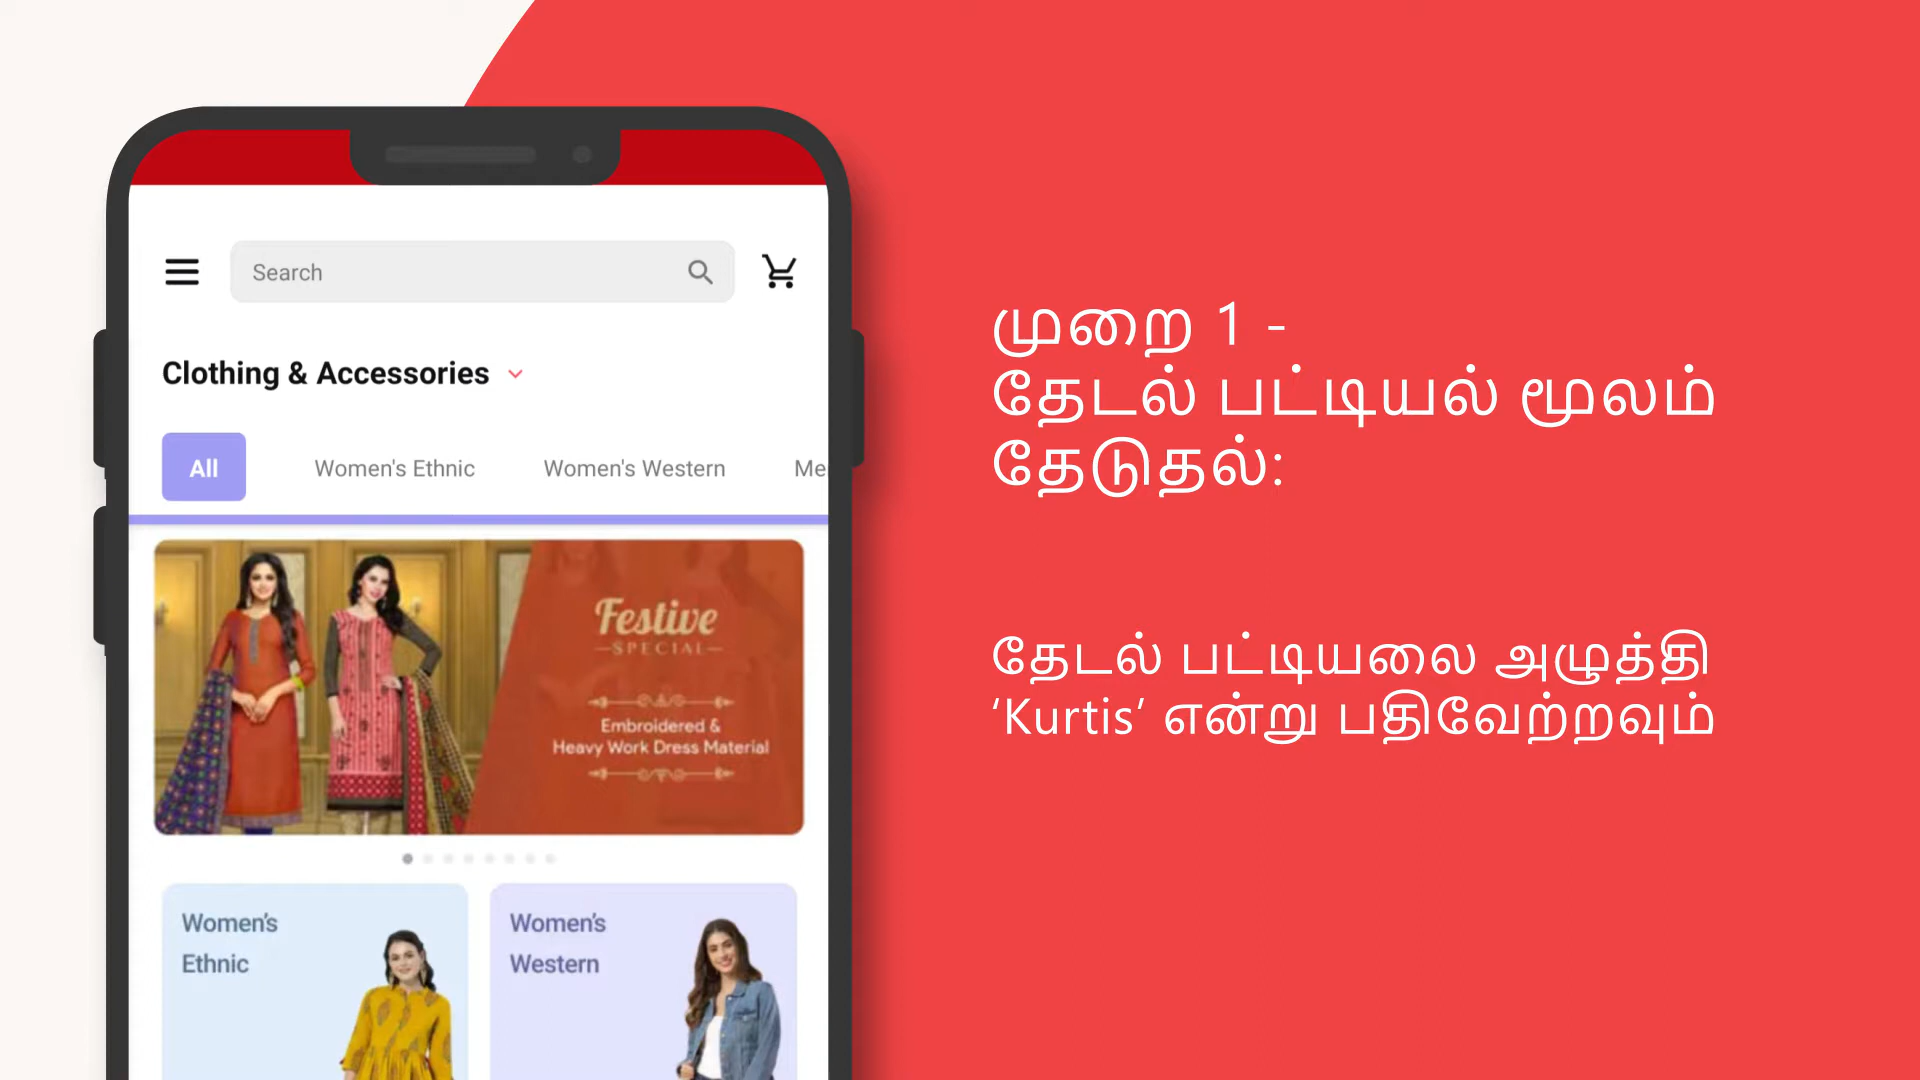 Search
Clothing & Accessories
All
Women's Ethnic
Women's Western
Me
Festive
SPECIAL
Embroidered &
Heavy Work Dress Material
Women's
Ethnic
Women's
Western
முறை 1 -
தேடல் பட்டியல் மூலம்
தேடுதல்:
தேடல் பட்டியலை அழுத்தி
‘Kurtis’ என்று பதிவேற்றவும்